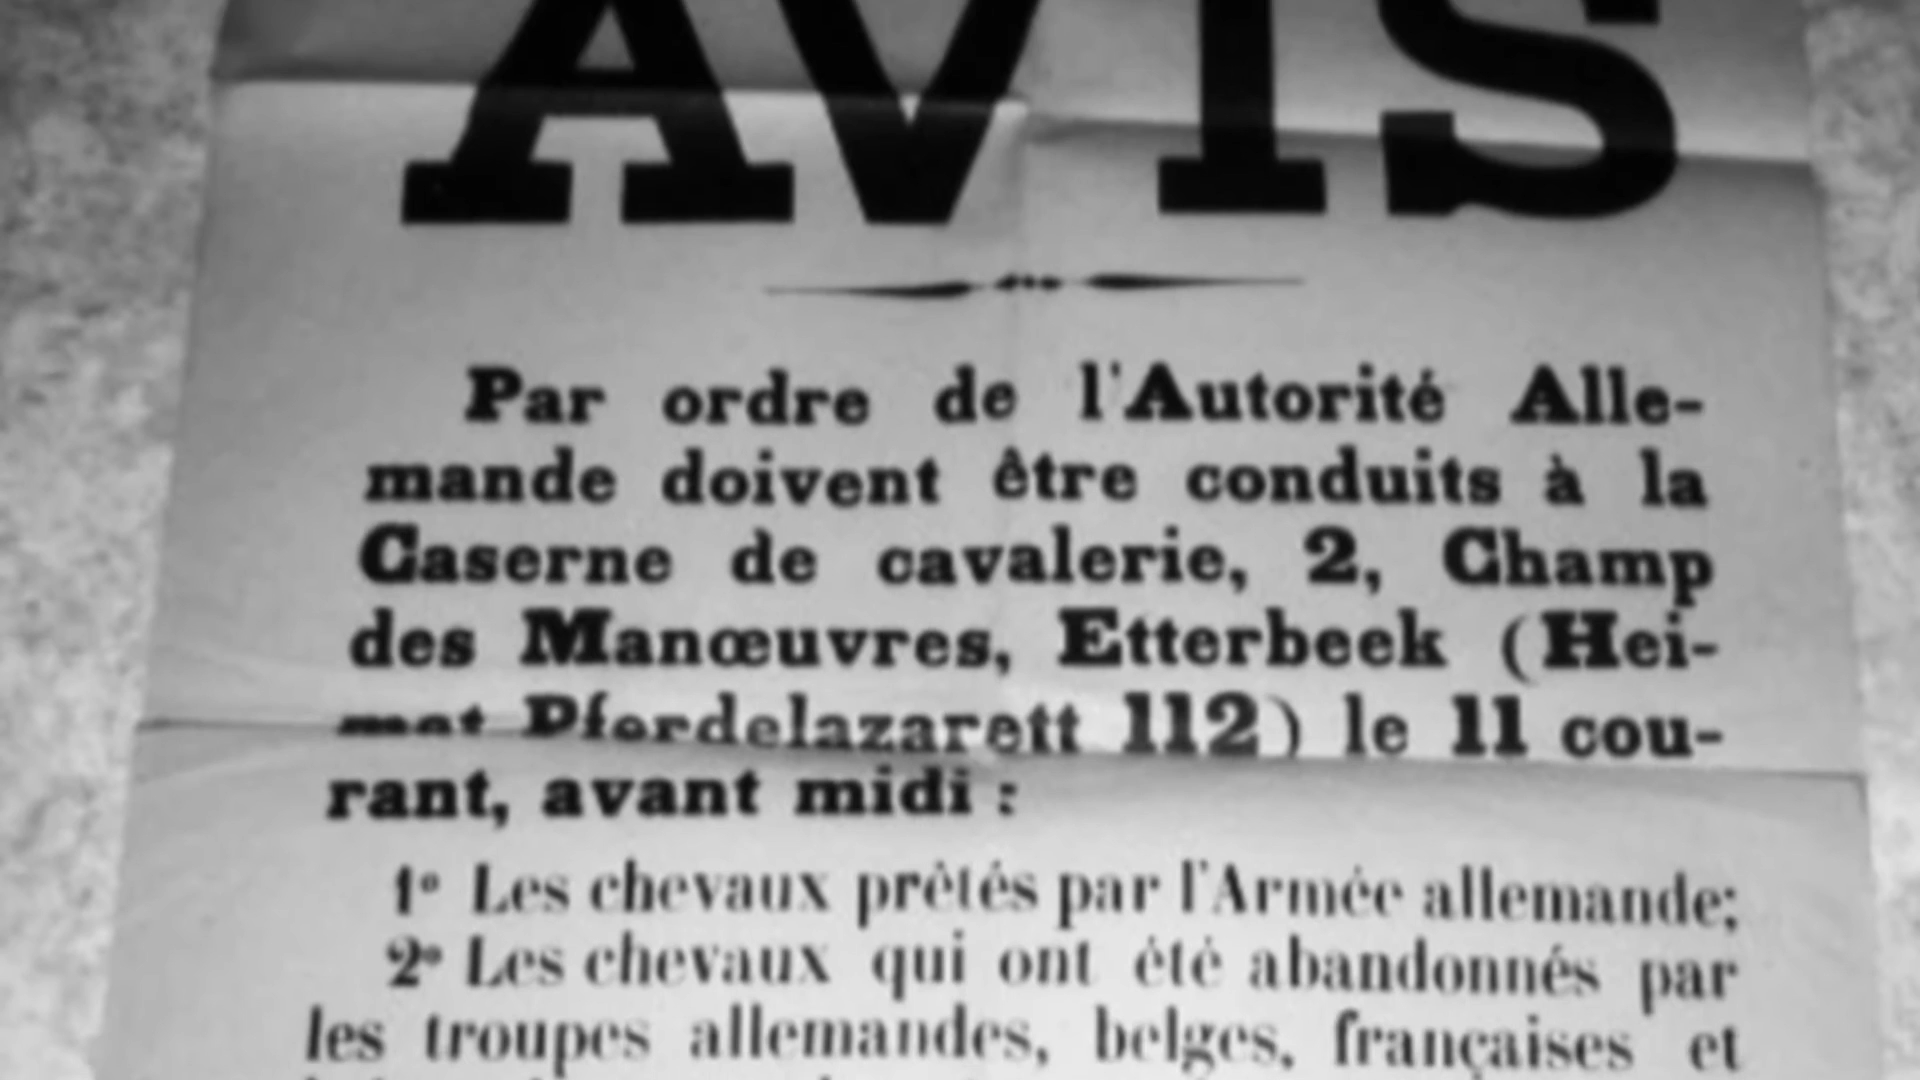 AVIS
Par ordre de l'Autorité Alle-
mande doivent être conduits à la
Caserne de cavalerie, 2, Champ
des Manœuvres, Etterbeek (Hei-
mat Pferdelazarett 112) le 11 cou-
rant, avant midi :
1º Les chevaux prêtés par l'Armée allemande;
2º Les chevaux qui ont été abandonnés par
les troupes allemandes, belges, françaises et